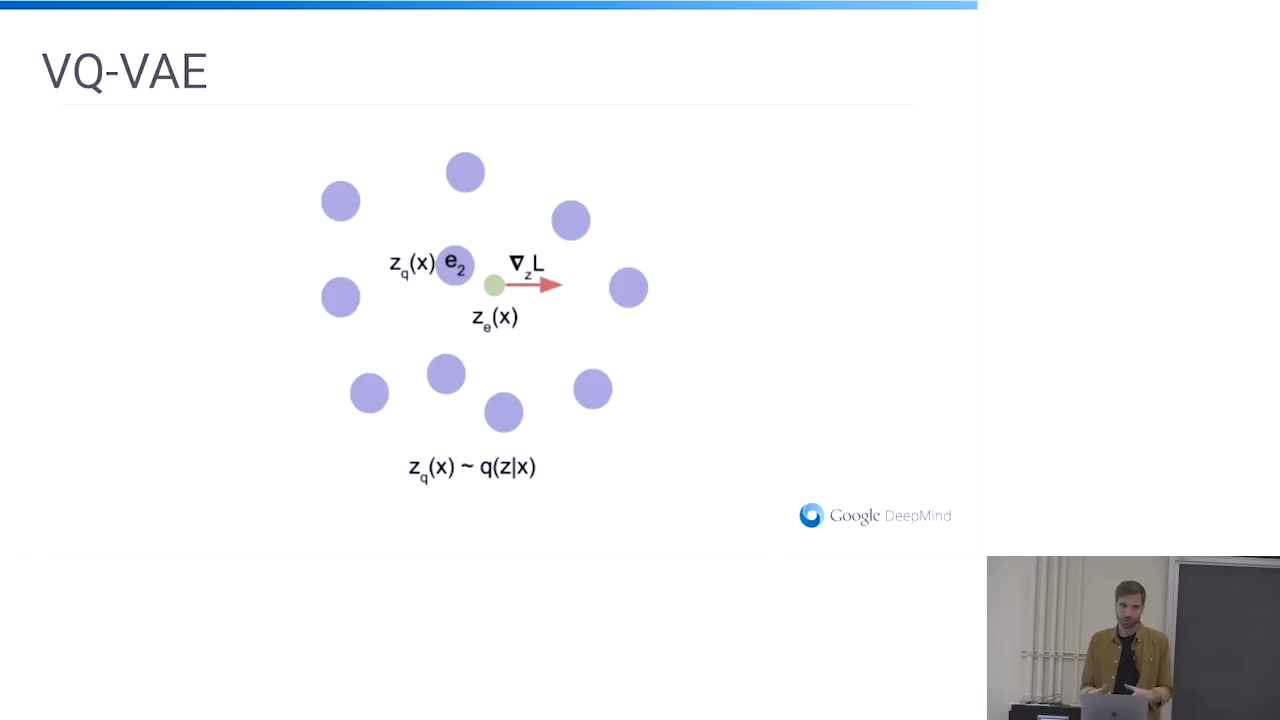 VQ-VAE
z_q(x) e_2 ∇_z L
z_e(x)
z_q(x) ~ q(z|x)
Google DeepMind